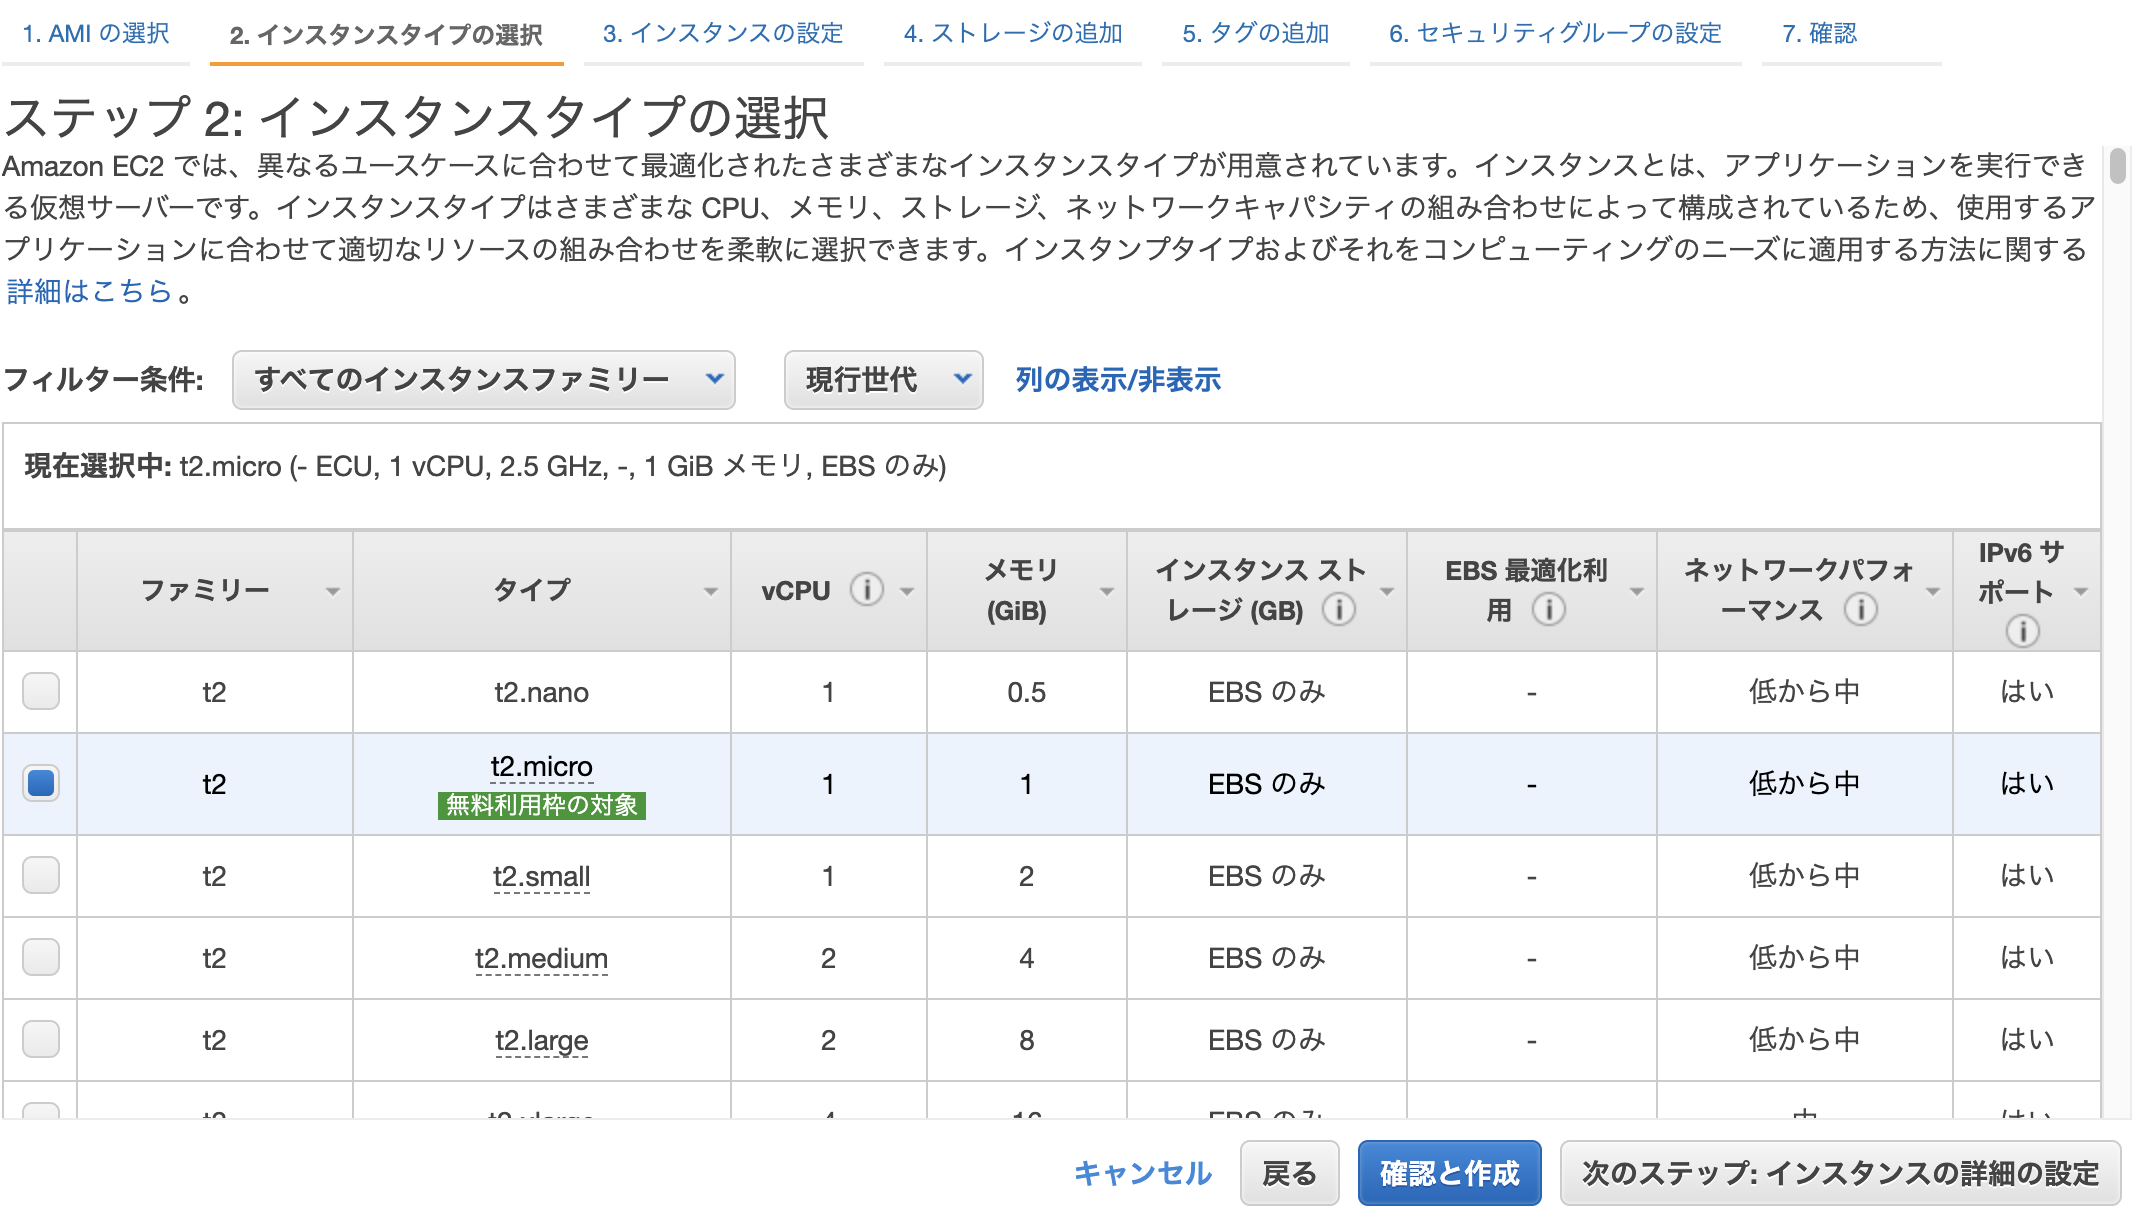 1. AMI の選択
2. インスタンスタイプの選択
3. インスタンスの設定
4. ストレージの追加
5. タグの追加
6. セキュリティグループの設定
7. 確認
ステップ 2: インスタンスタイプの選択
Amazon EC2 では、異なるユースケースに合わせて最適化されたさまざまなインスタンスタイプが用意されています。インスタンスとは、アプリケーションを実行でき
る仮想サーバーです。インスタンスタイプはさまざまな CPU、メモリ、ストレージ、ネットワークキャパシティの組み合わせによって構成されているため、使用するア
プリケーションに合わせて適切なリソースの組み合わせを柔軟に選択できます。インスタンプタイプおよびそれをコンピューティングのニーズに適用する方法に関する
詳細はこちら 。
フィルター条件: すべてのインスタンスファミリー 現行世代 列の表示/非表示
現在選択中: t2.micro (- ECU, 1 vCPU, 2.5 GHz, -, 1 GiB メモリ, EBS のみ)
ファミリー
タイプ
vCPU
メモリ
(GiB)
インスタンス スト
レージ (GB)
EBS 最適化利
用
ネットワークパフォ
ーマンス
IPv6 サ
ポート
t2 t2.nano 1 0.5 EBS のみ - 低から中 はい
t2 t2.micro 1 1 EBS のみ - 低から中 はい
無料利用枠の対象
t2 t2.small 1 2 EBS のみ - 低から中 はい
t2 t2.medium 2 4 EBS のみ - 低から中 はい
t2 t2.large 2 8 EBS のみ - 低から中 はい
キャンセル 戻る 確認と作成 次のステップ: インスタンスの詳細の設定